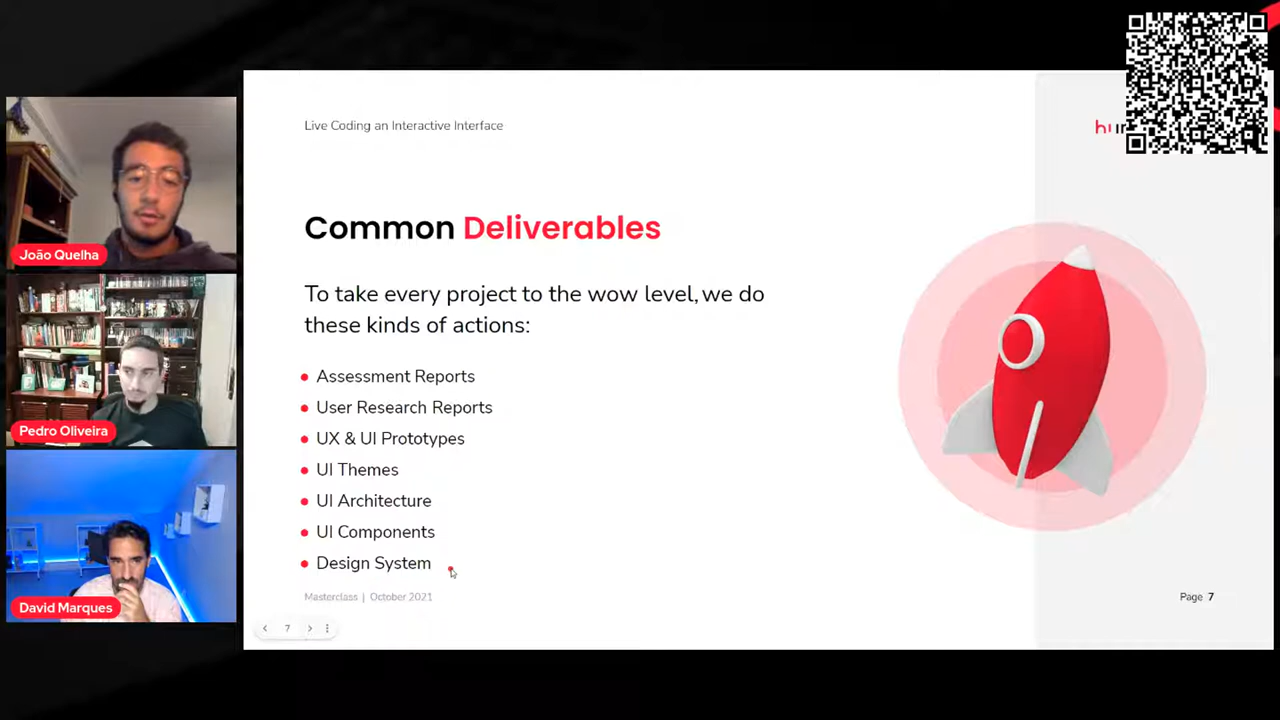 Live Coding an Interactive Interface
Common Deliverables
To take every project to the wow level, we do
these kinds of actions:
Assessment Reports
User Research Reports
UX & UI Prototypes
UI Themes
UI Architecture
UI Components
Design System
Masterclass | October 2021
Page 7
7
João Quelha
Pedro Oliveira
David Marques